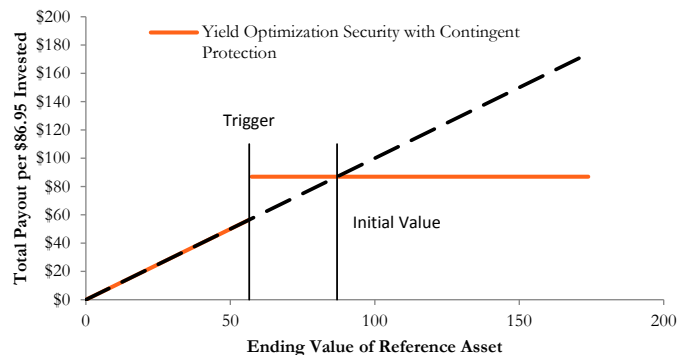 $200
$180
$160
$140
$120
$100
$80
$60
$40
$20
$0
Total Payout per $86.95 Invested
Yield Optimization Security with Contingent
Protection
Trigger
Initial Value
0
50
100
150
200
Ending Value of Reference Asset